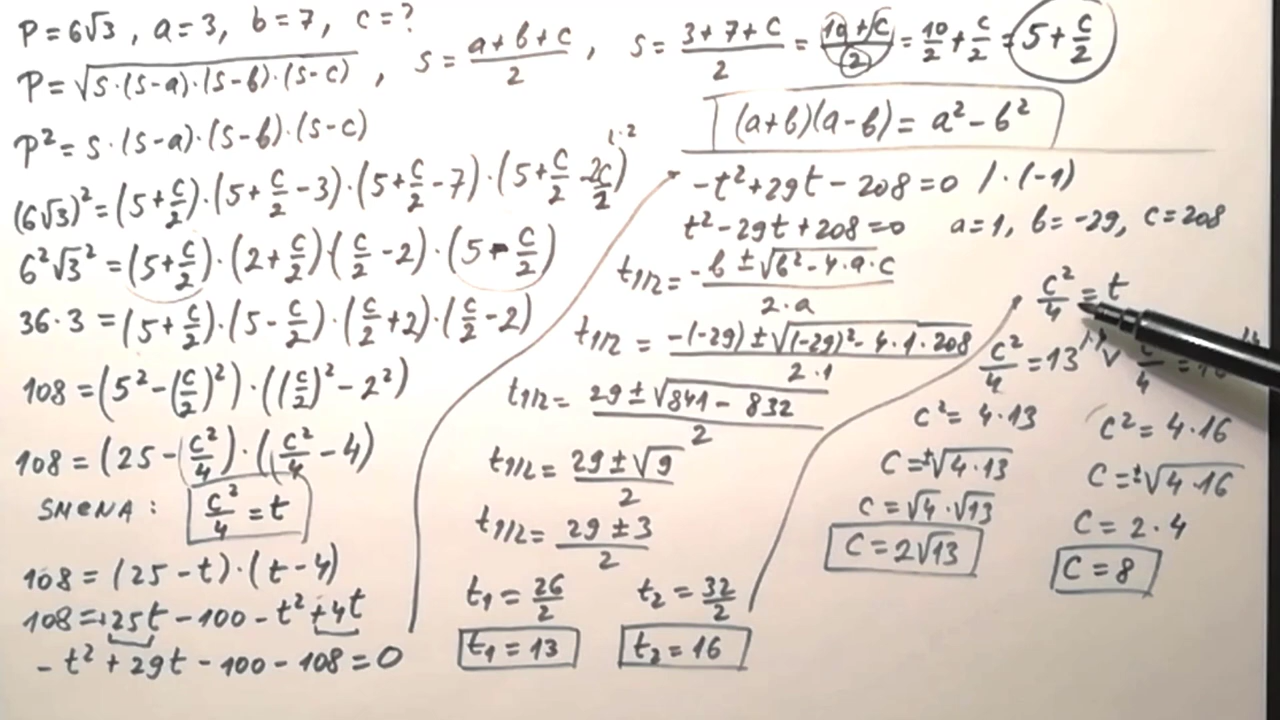 P=6√3, a=3, b=7, c=?
P=√s·(s-a)·(s-b)·(s-c), s=(a+b+c)/2, s=(3+7+c)/2=(10+c)/2=10/2+c/2=5+c/2
P²=s·(s-a)·(s-b)·(s-c)
(6√3)²=(5+c/2)·(5+c/2-3)·(5+c/2-7)·(5+c/2-2c/2)
6²√3²=(5+c/2)·(2+c/2)·(c/2-2)·(5-c/2)
36·3=(5+c/2)·(5-c/2)·(c/2+2)·(c/2-2)
108=(5²-(c/2)²)·((c/2)²-2²)
108=(25-c²/4)·(c²/4-4)
SMENA: c²/4=t
108=(25-t)·(t-4)
108=+25t-100-t²+4t
-t²+29t-100-108=0
(a+b)(a-b)=a²-b²
-t²+29t-208=0 /·(-1)
t²-29t+208=0 a=1, b=-29, c=208
t1/2=(-b±√b²-4·a·c)/(2·a)
t1/2=(-(-29)±√(-29)²-4·1·208)/(2·1)
t1/2=(29±√841-832)/2
t1/2=(29±√9)/2
t1/2=(29±3)/2
t₁=26/2 t₂=32/2
t₁=13 t₂=16
c²/4=t
c²/4=13
c²=4·13
c=±√4·13
c=√4·√13
c=2√13
c²=4·16
c=±√4·16
c=2·4
c=8